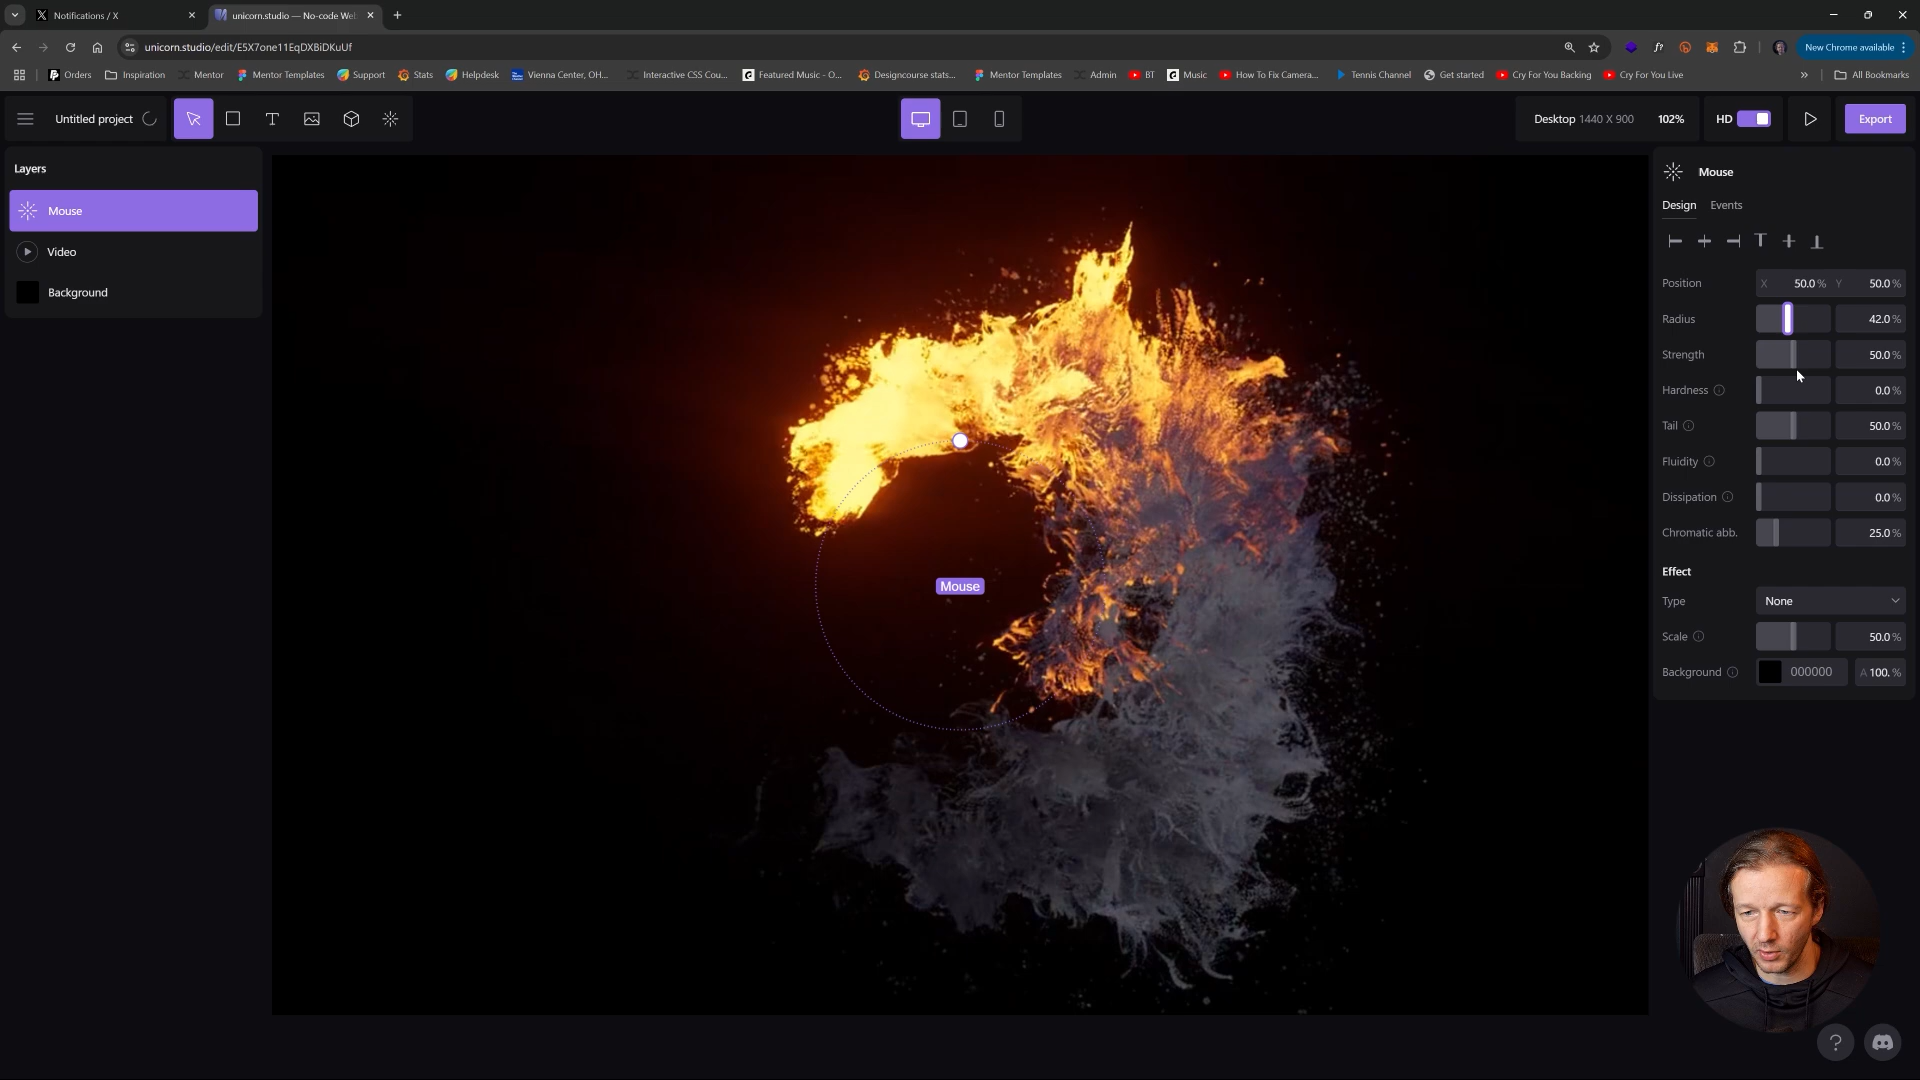 Notifications / X
unicorn.studio — No-code We
unicorn.studio/edit/E5X7one11EqDXBiDKuUf
New Chrome available
Orders Inspiration Mentor Mentor Templates Support Stats Helpdesk Vienna Center, OH... Interactive CSS Cou... Featured Music - O... Designcourse stats... Mentor Templates Admin BT Music How To Fix Camera... Tennis Channel Get started Cry For You Backing Cry For You Live » All Bookmarks
Untitled project
T
Desktop 1440 X 900 102%
HD
Export
Layers
Mouse
Video
Background
Mouse
Mouse
Design Events
Position X 50.0 % Y 50.0 %
Radius 42.0 %
Strength 50.0 %
Hardness 0.0 %
Tail 50.0 %
Fluidity 0.0 %
Dissipation 0.0 %
Chromatic abb. 25.0 %
Effect
Type None
Scale 50.0 %
Background 000000 A 100. %
?